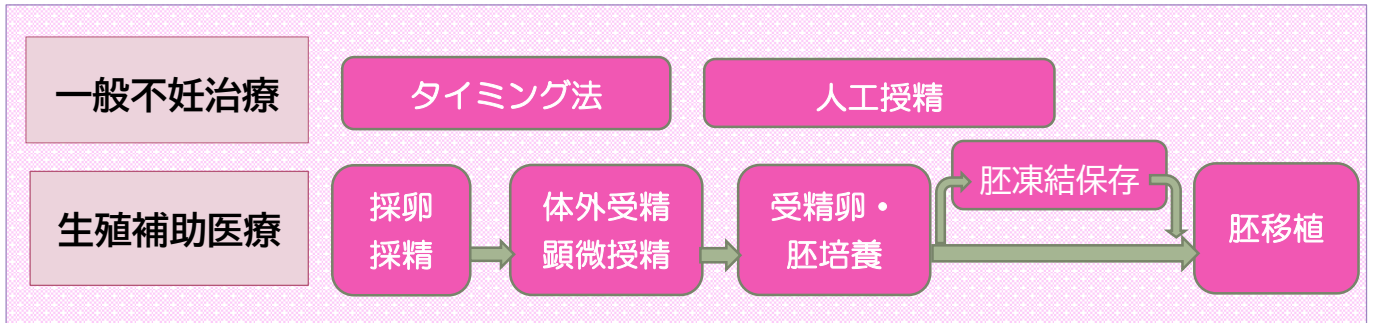 一般不妊治療
タイミング法
人工授精
生殖補助医療
採卵
採精
体外受精
顕微授精
受精卵・
胚培養
胚凍結保存
胚移植